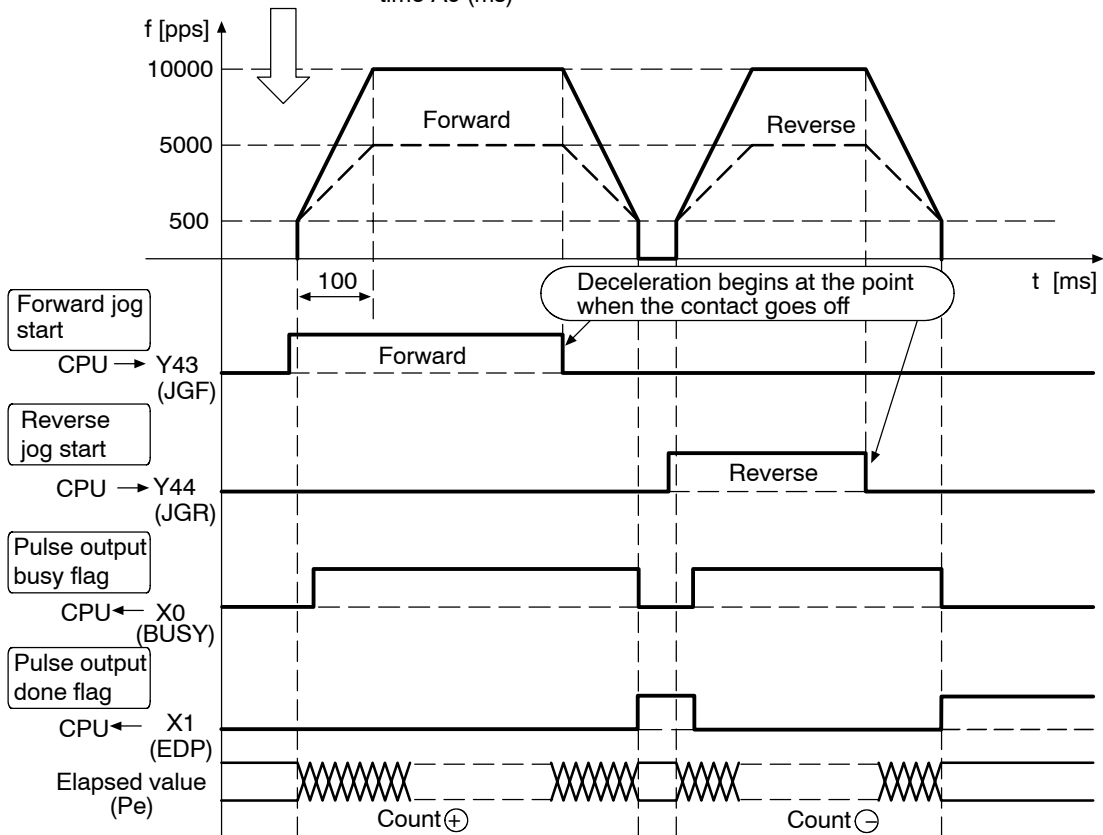 time Ac (ms)
f [pps]
10000
5000
500
Forward
Reverse
100
t [ms]
Deceleration begins at the point
when the contact goes off
Forward jog
start
CPU → Y43
(JGF)
Forward
Reverse
jog start
CPU → Y44
(JGR)
Reverse
Pulse output
busy flag
CPU ← X0
(BUSY)
Pulse output
done flag
CPU ← X1
(EDP)
Elapsed value
(Pe)
Count ⊕
Count ⊖